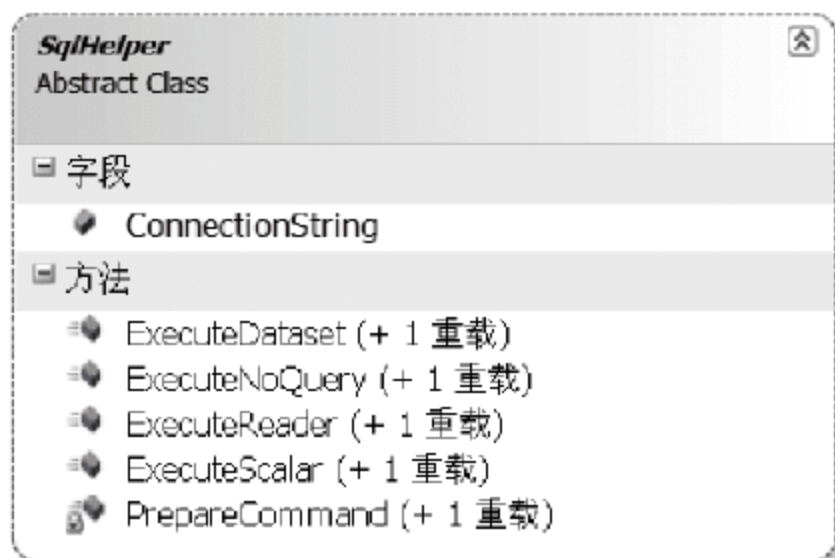 SqlHelper
Abstract Class
字段
ConnectionString
方法
ExecuteDataset (+ 1 重载)
ExecuteNoQuery (+ 1 重载)
ExecuteReader (+ 1 重载)
ExecuteScalar (+ 1 重载)
PrepareCommand (+ 1 重载)